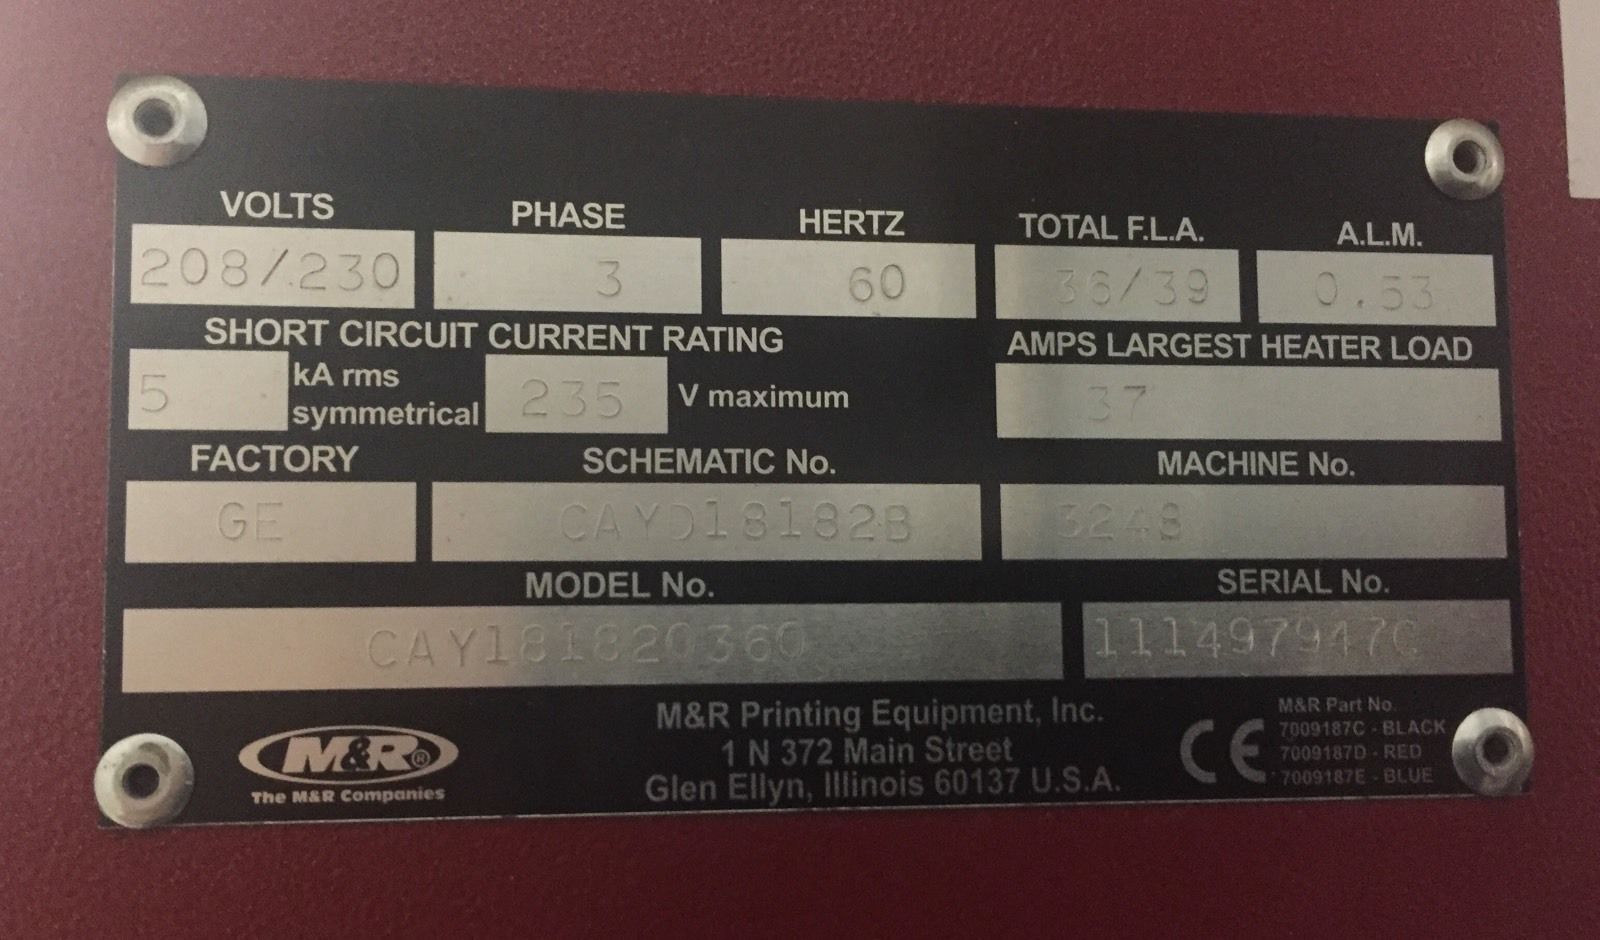 VOLTS PHASE HERTZ TOTAL F.L.A. A.L.M.
208/230 3 60 36/39 0.53
SHORT CIRCUIT CURRENT RATING AMPS LARGEST HEATER LOAD
5 kA rms symmetrical 235 V maximum 37
FACTORY SCHEMATIC No. MACHINE No.
GE CAYD18182B 3248
MODEL No. SERIAL No.
CAY181820360 111497947C
M&R®
The M&R Companies
M&R Printing Equipment, Inc.
1 N 372 Main Street
Glen Ellyn, Illinois 60137 U.S.A.
CE
M&R Part No.
7009187C - BLACK
7009187D - RED
7009187E - BLUE